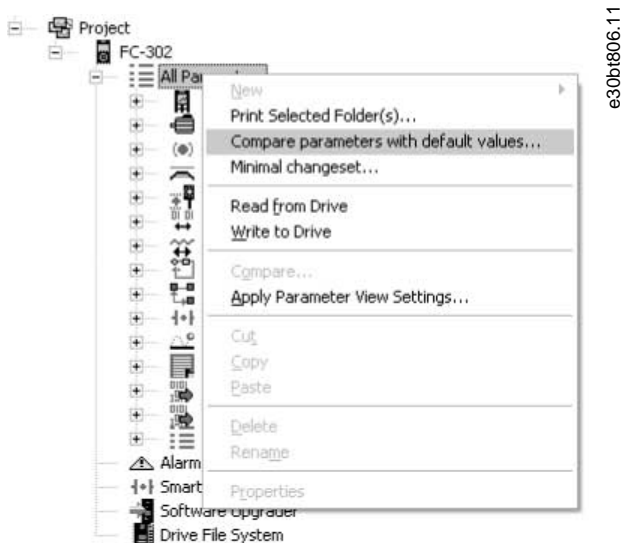 Project
FC-302
All Pa
New
Print Selected Folder(s)...
Compare parameters with default values...
Minimal changeset...
Read from Drive
Write to Drive
Compare...
Apply Parameter View Settings...
Cut
Copy
Paste
Delete
Rename
Properties
Alarm
Smart
Software Upgrader
Drive File System
e30bt806.11